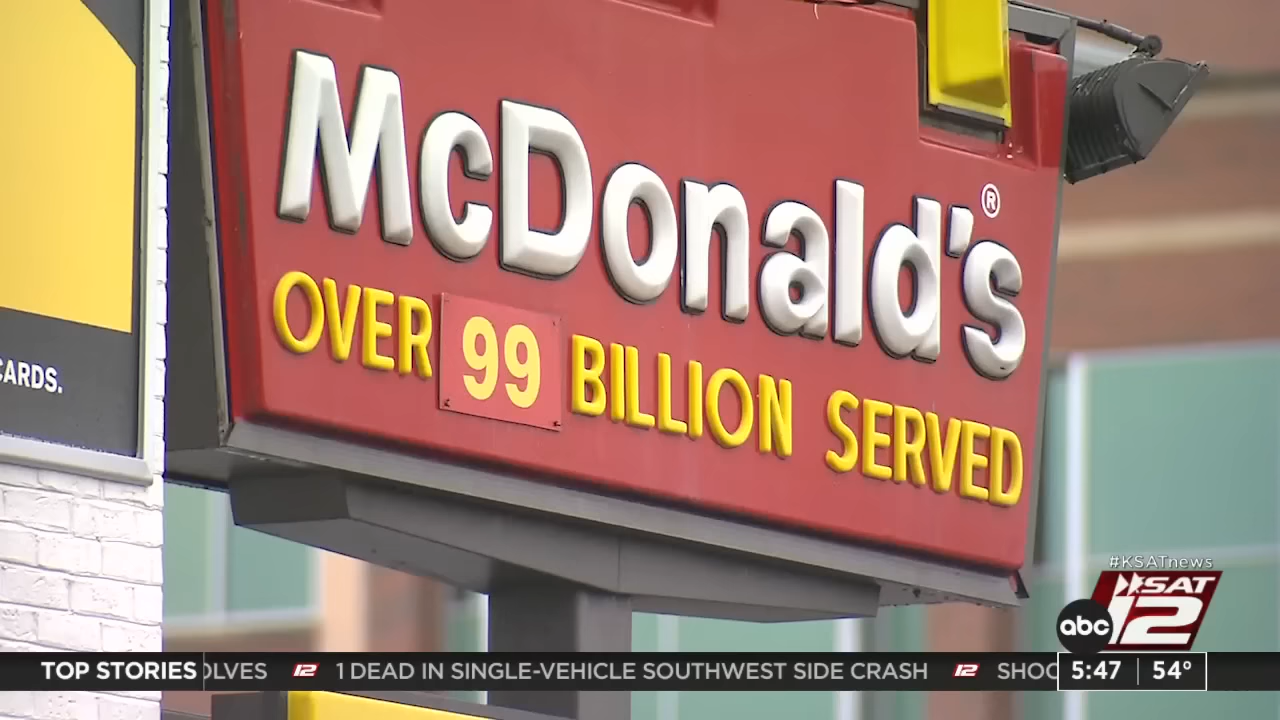 McDonald's®
OVER 99 BILLION SERVED
CARDS.
#KSATnews
KSAT
abc 12
TOP STORIES OLVES 12 1 DEAD IN SINGLE-VEHICLE SOUTHWEST SIDE CRASH 12 SHOC 5:47 54°